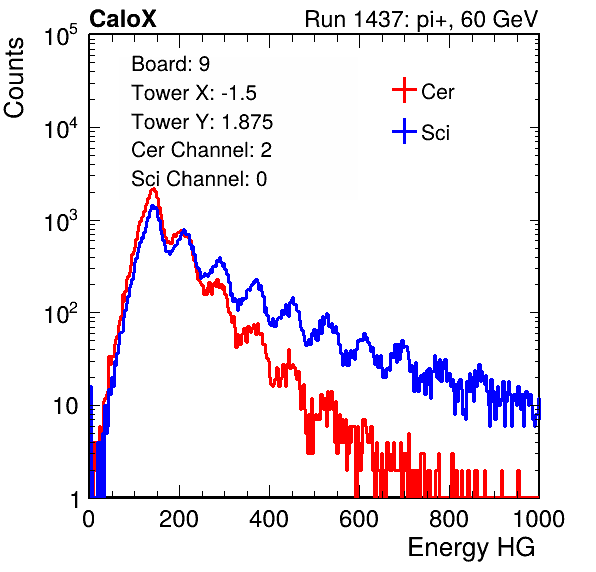 CaloX Run 1437: pi+, 60 GeV
Counts
10^5
10^4
10^3
10^2
10
1
Board: 9
Tower X: -1.5
Tower Y: 1.875
Cer Channel: 2
Sci Channel: 0
Cer
Sci
0 200 400 600 800 1000
Energy HG